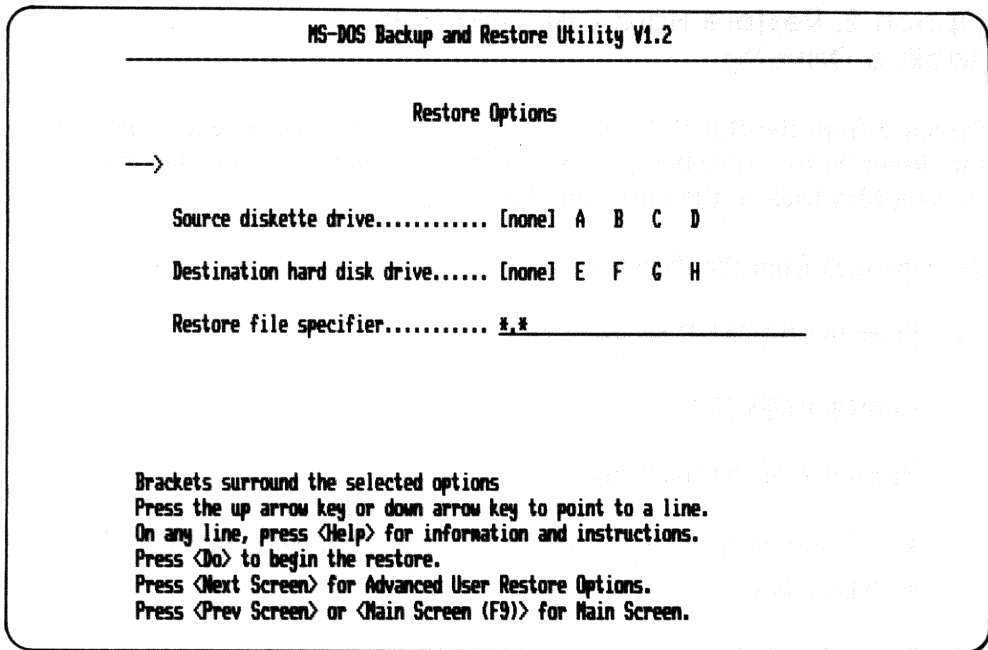 MS-DOS Backup and Restore Utility V1.2
Restore Options
-->
Source diskette drive............ [none] A B C D
Destination hard disk drive...... [none] E F G H
Restore file specifier........... *.*
Brackets surround the selected options
Press the up arrow key or down arrow key to point to a line.
On any line, press <Help> for information and instructions.
Press <Do> to begin the restore.
Press <Next Screen> for Advanced User Restore Options.
Press <Prev Screen> or <Main Screen (F9)> for Main Screen.